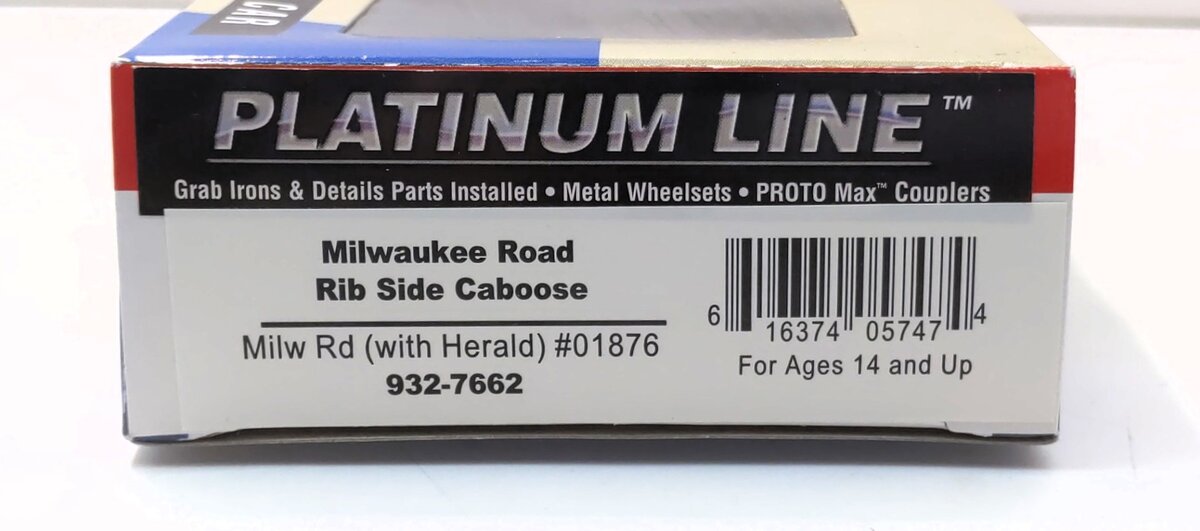 CAR
PLATINUM LINE™
Grab Irons & Details Parts Installed • Metal Wheelsets • PROTO Max™ Couplers
Milwaukee Road
Rib Side Caboose
Milw Rd (with Herald) #01876
932-7662
6 16374 05747 4
For Ages 14 and Up